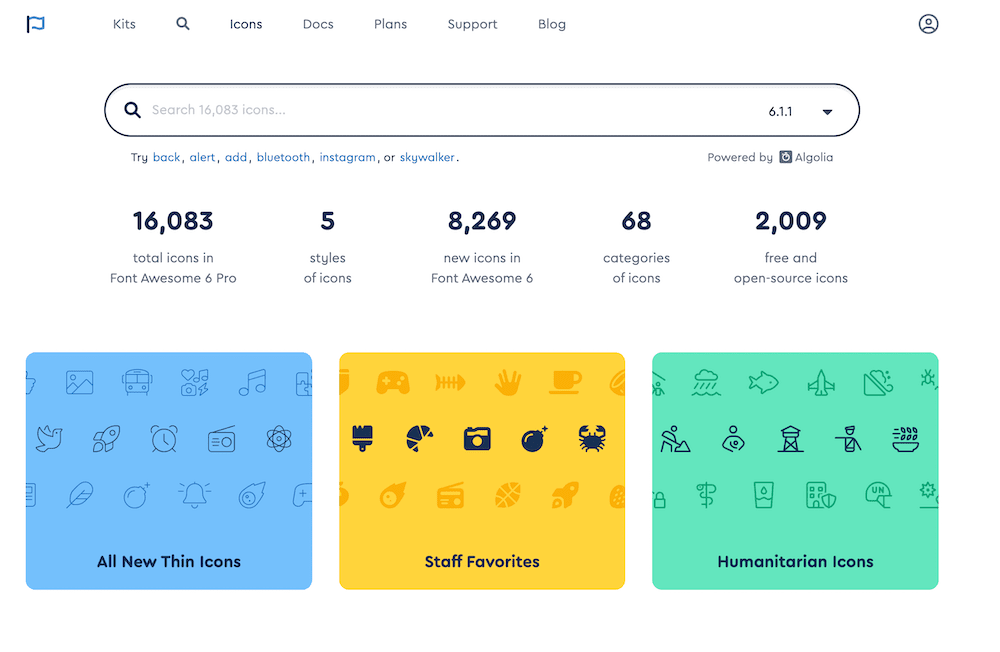 Kits Icons Docs Plans Support Blog
Search 16,083 icons... 6.1.1
Try back, alert, add, bluetooth, instagram, or skywalker. Powered by Algolia
16,083 5 8,269 68 2,009
total icons in styles new icons in categories free and
Font Awesome 6 Pro of icons Font Awesome 6 of icons open-source icons
UN
All New Thin Icons Staff Favorites Humanitarian Icons